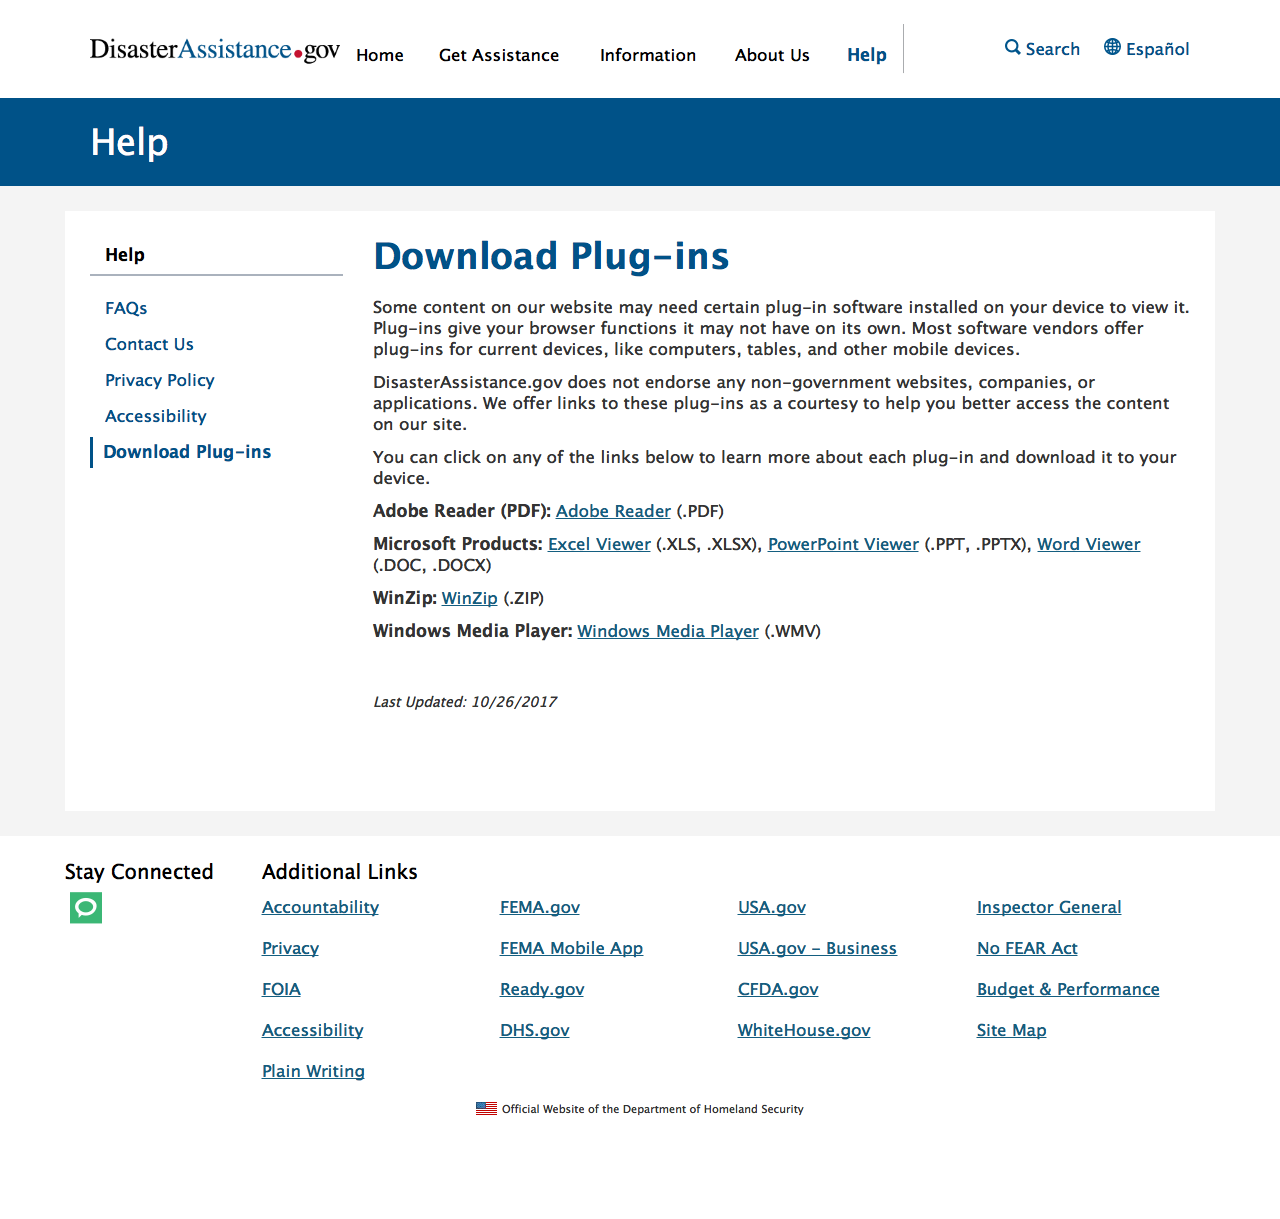 DisasterAssistance.gov Home Get Assistance Information About Us Help Search Español
Help
Help
FAQs
Contact Us
Privacy Policy
Accessibility
Download Plug-ins
Download Plug-ins
Some content on our website may need certain plug-in software installed on your device to view it.
Plug-ins give your browser functions it may not have on its own. Most software vendors offer
plug-ins for current devices, like computers, tables, and other mobile devices.
DisasterAssistance.gov does not endorse any non-government websites, companies, or
applications. We offer links to these plug-ins as a courtesy to help you better access the content
on our site.
You can click on any of the links below to learn more about each plug-in and download it to your
device.
Adobe Reader (PDF): Adobe Reader (.PDF)
Microsoft Products: Excel Viewer (.XLS, .XLSX), PowerPoint Viewer (.PPT, .PPTX), Word Viewer
(.DOC, .DOCX)
WinZip: WinZip (.ZIP)
Windows Media Player: Windows Media Player (.WMV)
Last Updated: 10/26/2017
Stay Connected
Additional Links
Accountability FEMA.gov USA.gov Inspector General
Privacy FEMA Mobile App USA.gov - Business No FEAR Act
FOIA Ready.gov CFDA.gov Budget & Performance
Accessibility DHS.gov WhiteHouse.gov Site Map
Plain Writing
Official Website of the Department of Homeland Security